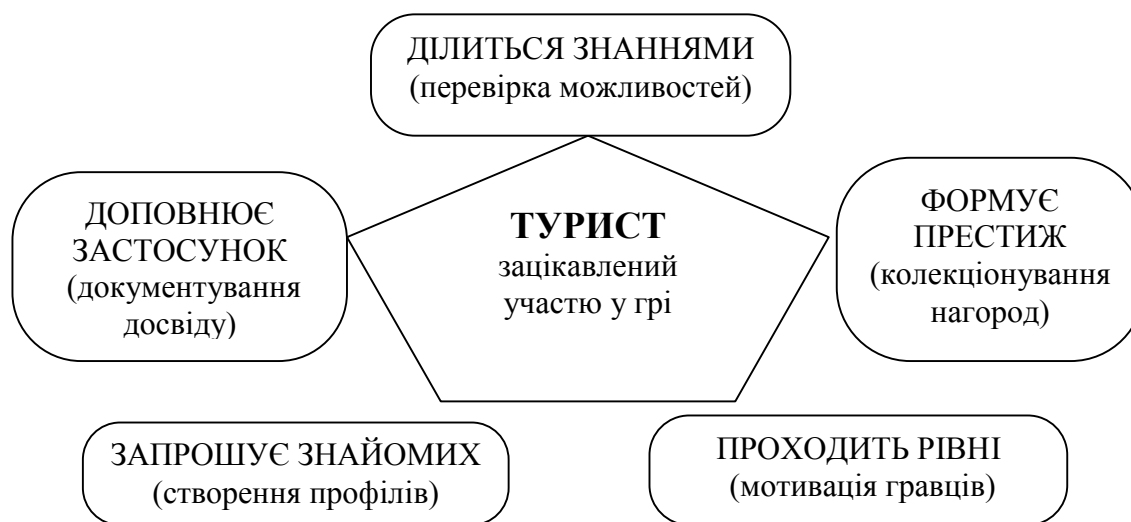 ДІЛИТЬСЯ ЗНАННЯМИ
(перевірка можливостей)
ДОПОВНЮЄ
ЗАСТОСУНОК
(документування
досвіду)
ТУРИСТ
зацікавлений
участю у грі
ФОРМУЄ
ПРЕСТИЖ
(колекціонування
нагород)
ЗАПРОШУЄ ЗНАЙОМИХ
(створення профілів)
ПРОХОДИТЬ РІВНІ
(мотивація гравців)